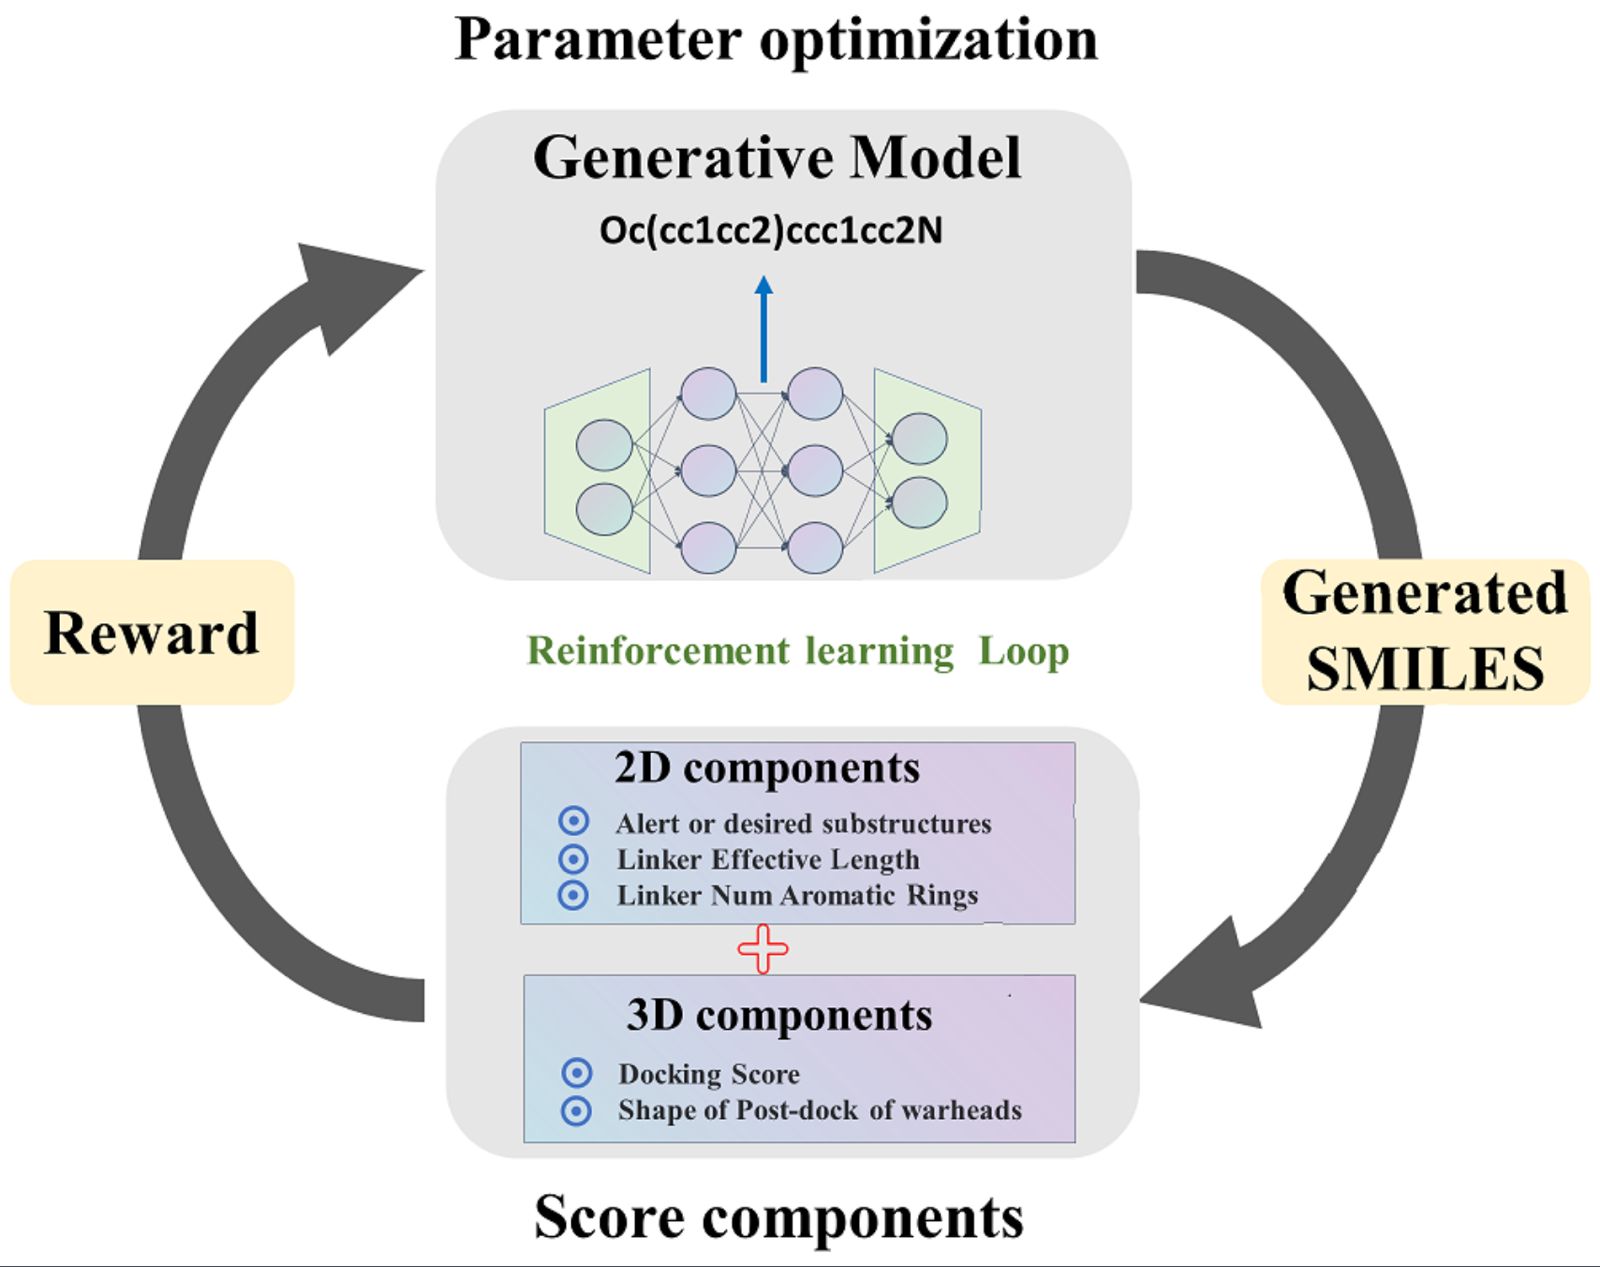 Parameter optimization
Generative Model
Oc(cc1cc2)ccc1cc2N
Reward
Generated
SMILES
Reinforcement learning Loop
2D components
Alert or desired substructures
Linker Effective Length
Linker Num Aromatic Rings
3D components
Docking Score
Shape of Post-dock of warheads
Score components